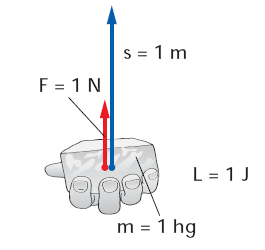 s = 1 m
F = 1 N
L = 1 J
m = 1 hg